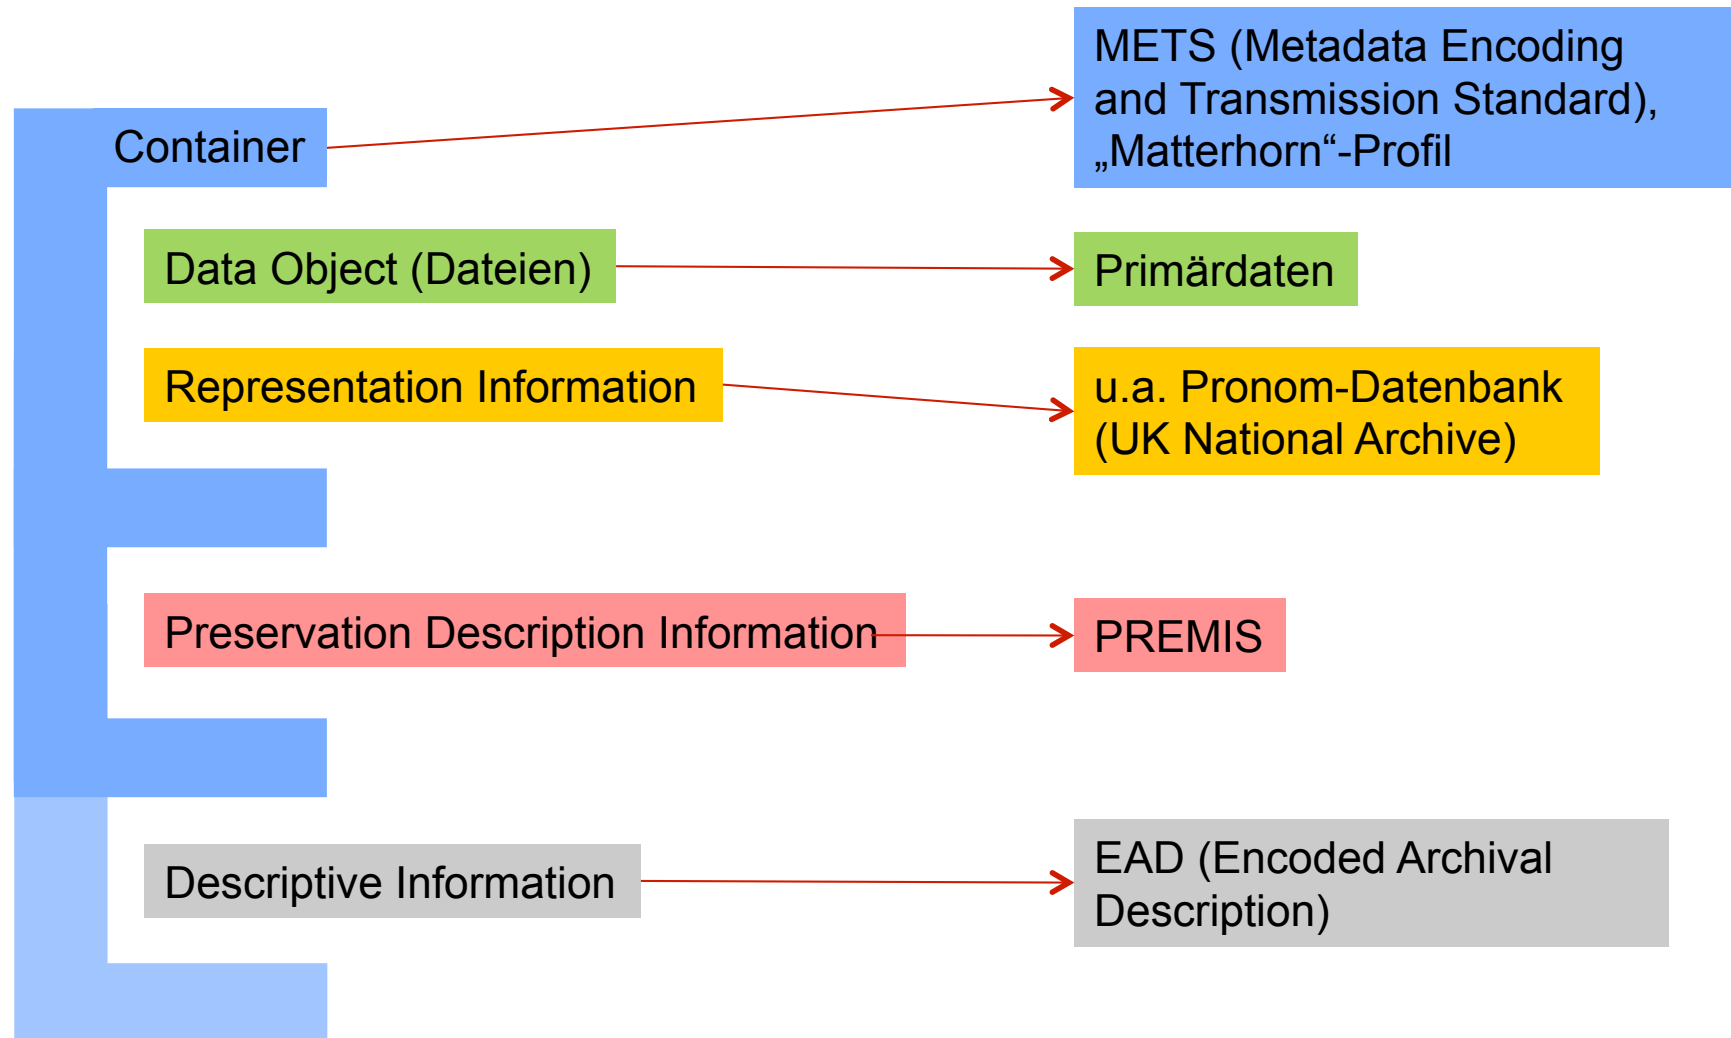 Container
METS (Metadata Encoding
and Transmission Standard),
„Matterhorn“-Profil
Data Object (Dateien)
Primärdaten
Representation Information
u.a. Pronom-Datenbank
(UK National Archive)
Preservation Description Information
PREMIS
Descriptive Information
EAD (Encoded Archival
Description)